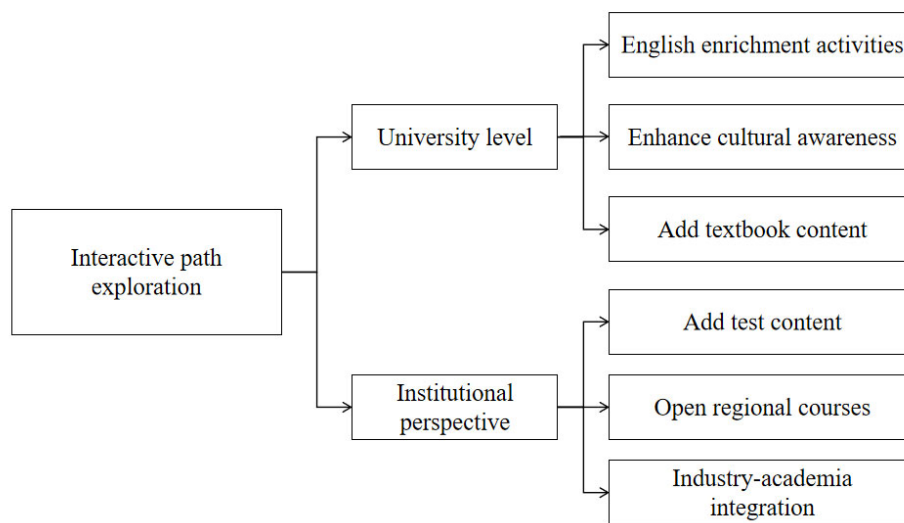 Interactive path
exploration
University level
Institutional
perspective
English enrichment activities
Enhance cultural awareness
Add textbook content
Add test content
Open regional courses
Industry-academia
integration